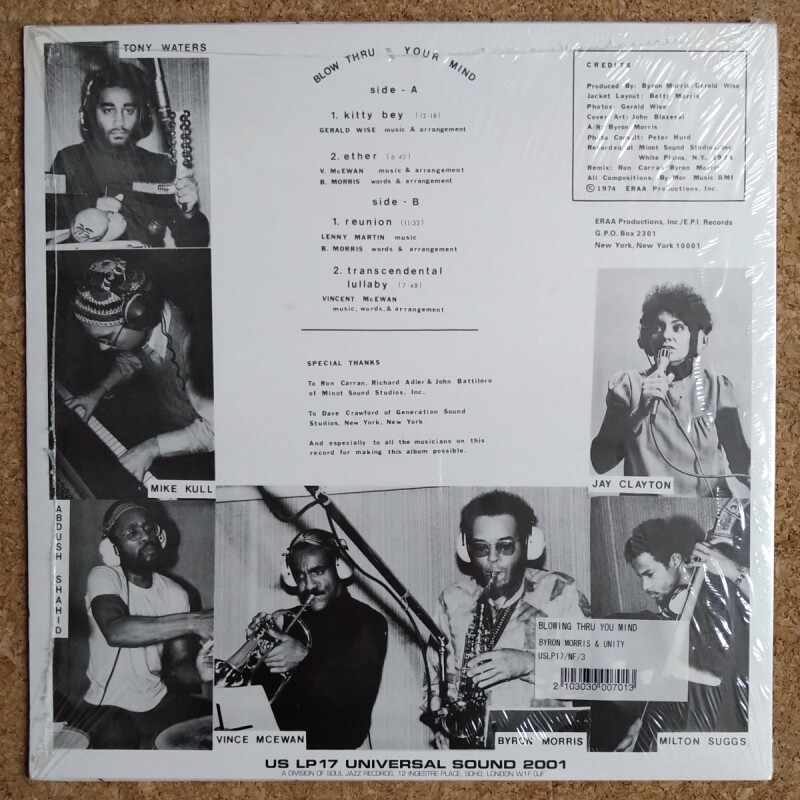 TONY WATERS
BLOW THRU YOUR MIND
side - A
1. kitty bey (12:18)
GERALD WISE music & arrangement
2. ether (6:42)
V. McEWAN music & arrangement
B. MORRIS words & arrangement
side - B
1. reunion (11:32)
LENNY MARTIN music
B. MORRIS words & arrangement
2. transcendental
lullaby (7:48)
VINCENT McEWAN
music, words, & arrangement
SPECIAL THANKS
To Ron Carran, Richard Adler & John Battiloro
of Minot Sound Studios, Inc..
To Dave Crawford of Generation Sound
Studios, New York, New York
And especially to all the musicians on this
record for making this album possible.
CREDITS
Produced By: Byron Morris/Gerald Wise
Jacket Layout: Betty Morris
Photos: Gerald Wise
Cover Art: John Blazeral
A/R: Byron Morris
Photo Consult: Peter Hurd
Recorded at Minot Sound Studios, Inc.
White Plains, N.Y. 1974
Remix: Ron Carran/Byron Morris
All Compositions: By Mor Music/BMI
© 1974 ERAA Productions, Inc.
ERAA Productions, Inc./E.P.I. Records
G.P.O. Box 2301
New York, New York 10001
MIKE KULL
JAY CLAYTON
ABDUSH SHAHID
VINCE MCEWAN
BYRON MORRIS
MILTON SUGGS
BLOWING THRU YOU MIND
BYRON MORRIS & UNITY
USLP17/NF/3
2 103030 007013
US LP17 UNIVERSAL SOUND 2001
A DIVISION OF SOUL JAZZ RECORDS, 12 INGESTRE PLACE, SOHO, LONDON W1F 0JF